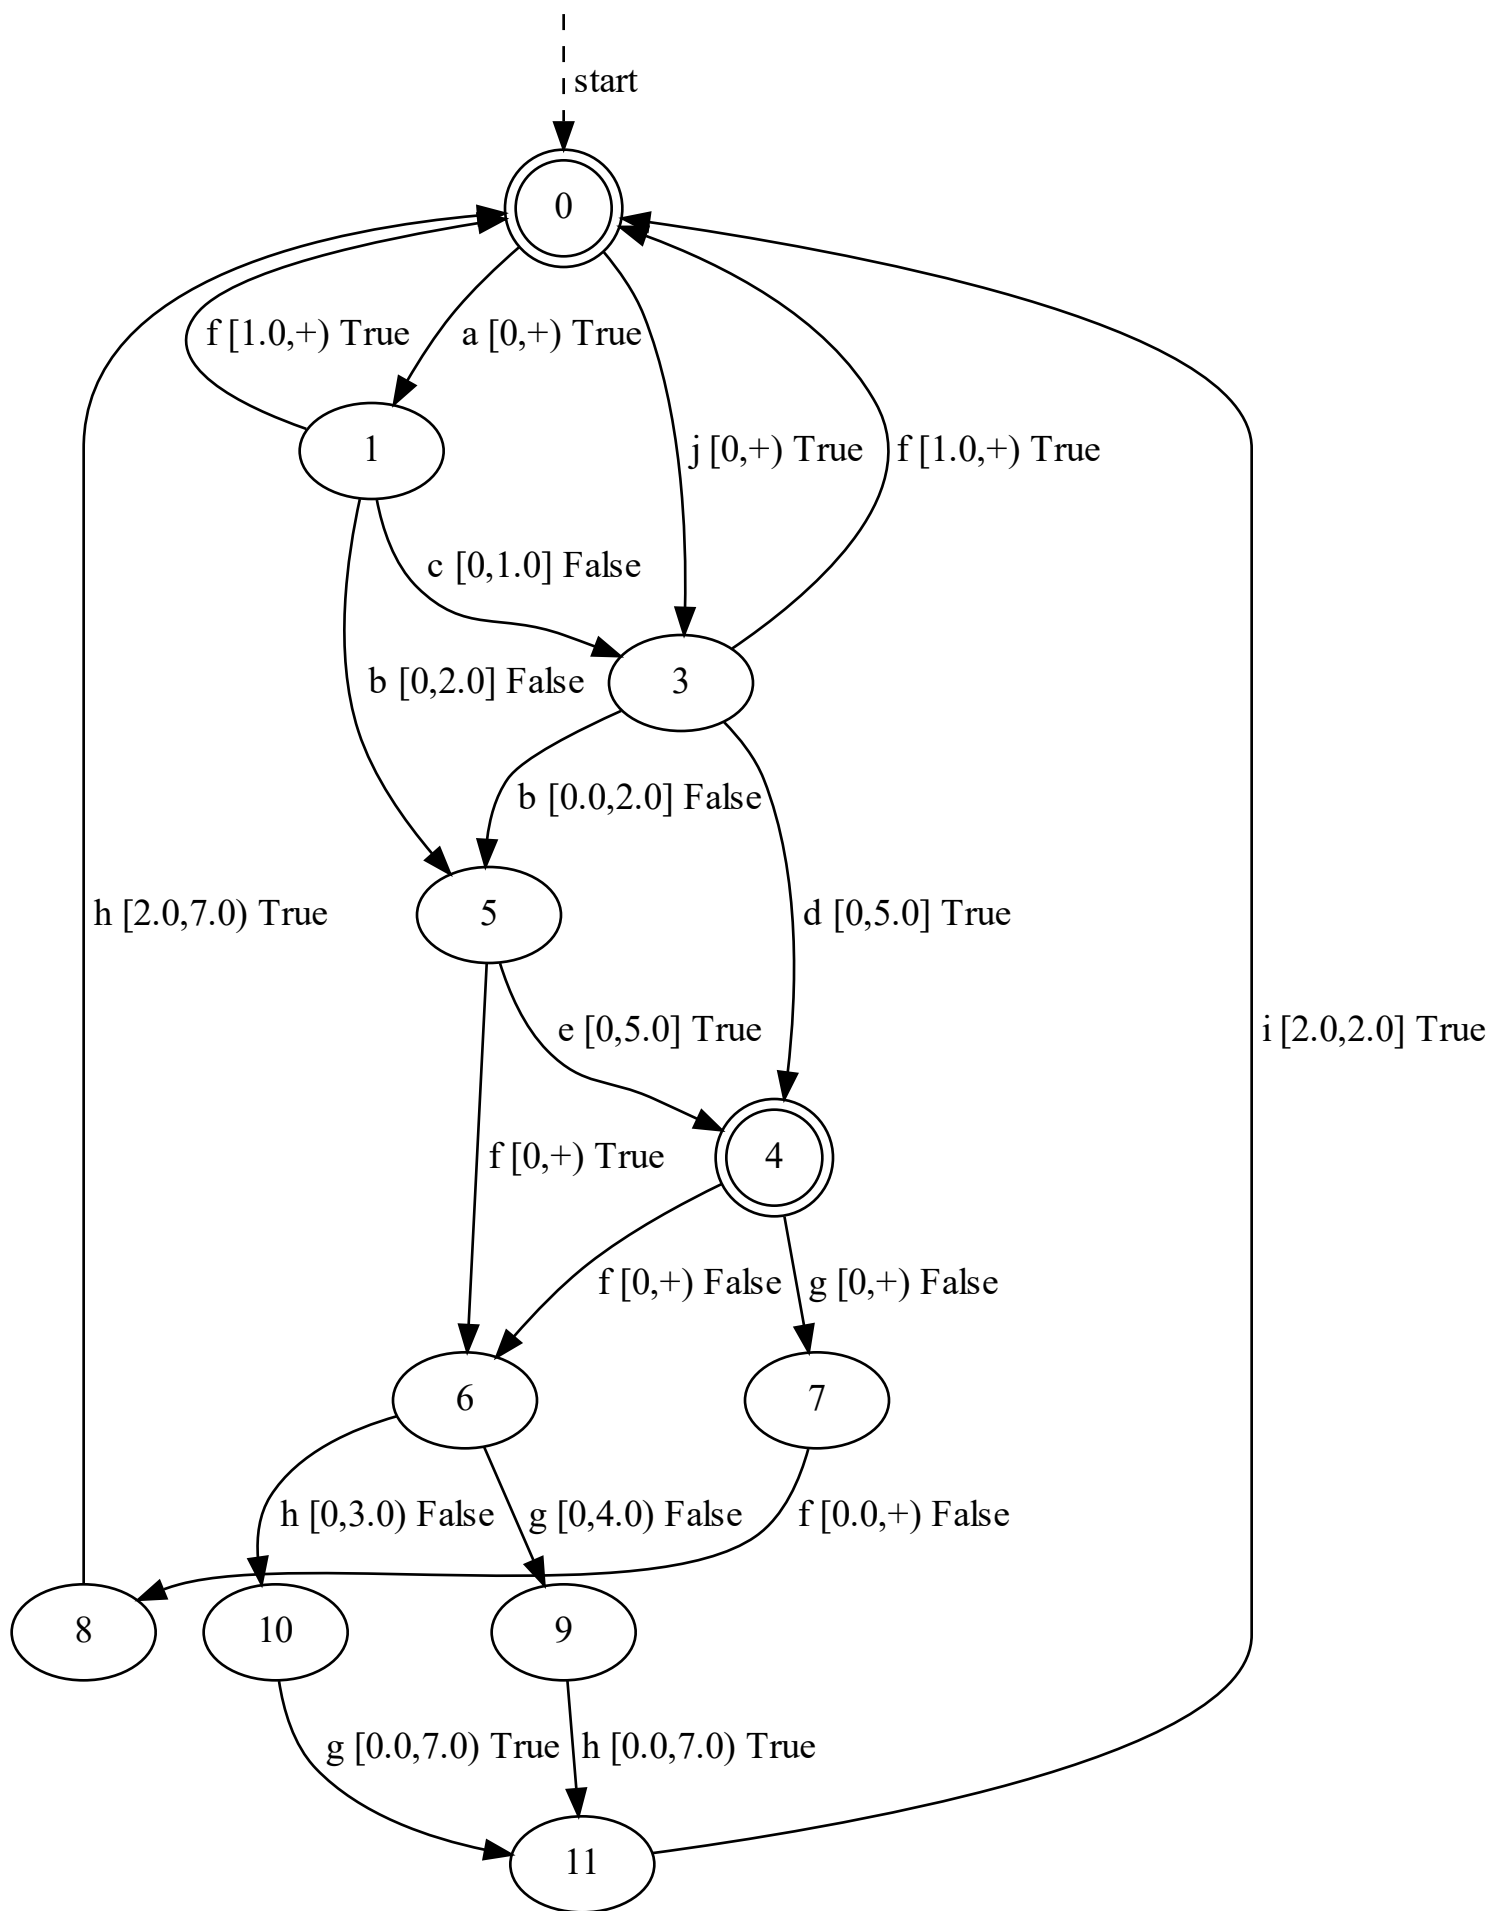 start
0
f [1.0,+) True
a [0,+) True
1
j [0,+) True
f [1.0,+) True
c [0,1.0] False
b [0,2.0] False
3
b [0.0,2.0] False
h [2.0,7.0) True
5
d [0,5.0] True
e [0,5.0] True
i [2.0,2.0] True
f [0,+) True
4
f [0,+) False
g [0,+) False
6
7
h [0,3.0) False
g [0,4.0) False
f [0.0,+) False
8
10
9
g [0.0,7.0) True
h [0.0,7.0) True
11